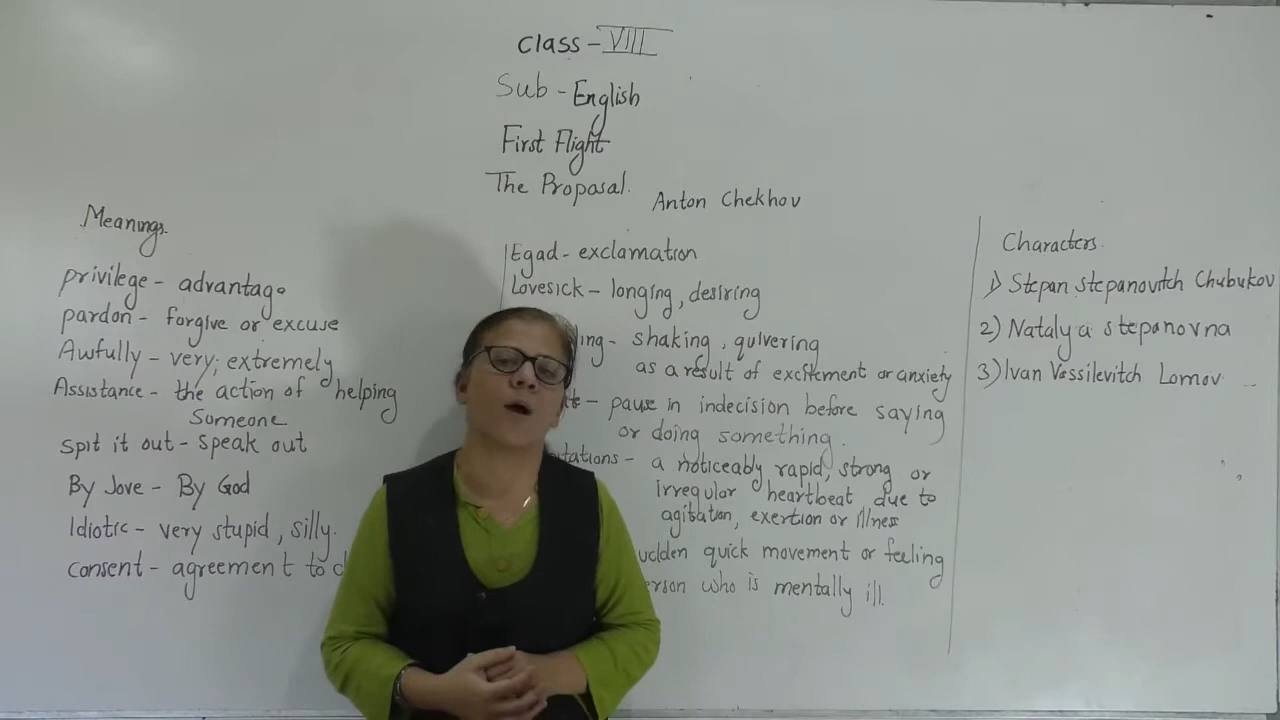 Class - VIII
Sub - English
First Flight
The Proposal.
Anton Chekhov
Meanings
privilege - advantage
pardon - forgive or excuse
Awfully - very; extremely
Assistance - the action of helping
someone
spit it out - speak out
By Jove - By God
Idiotic - very stupid, silly.
consent - agreement to
Egad - exclamation
Lovesick - longing, desiring
- shaking, quivering
as a result of excitement or anxiety
- pause in indecision before saying
or doing something.
- a noticeably rapid, strong or
irregular heartbeat due to
agitation, exertion or illness
quick movement or feeling
who is mentally ill.
Characters.
1) Stepan Stepanovitch Chubukov
2) Natalya stepanovna
3) Ivan Vassilevitch Lomov